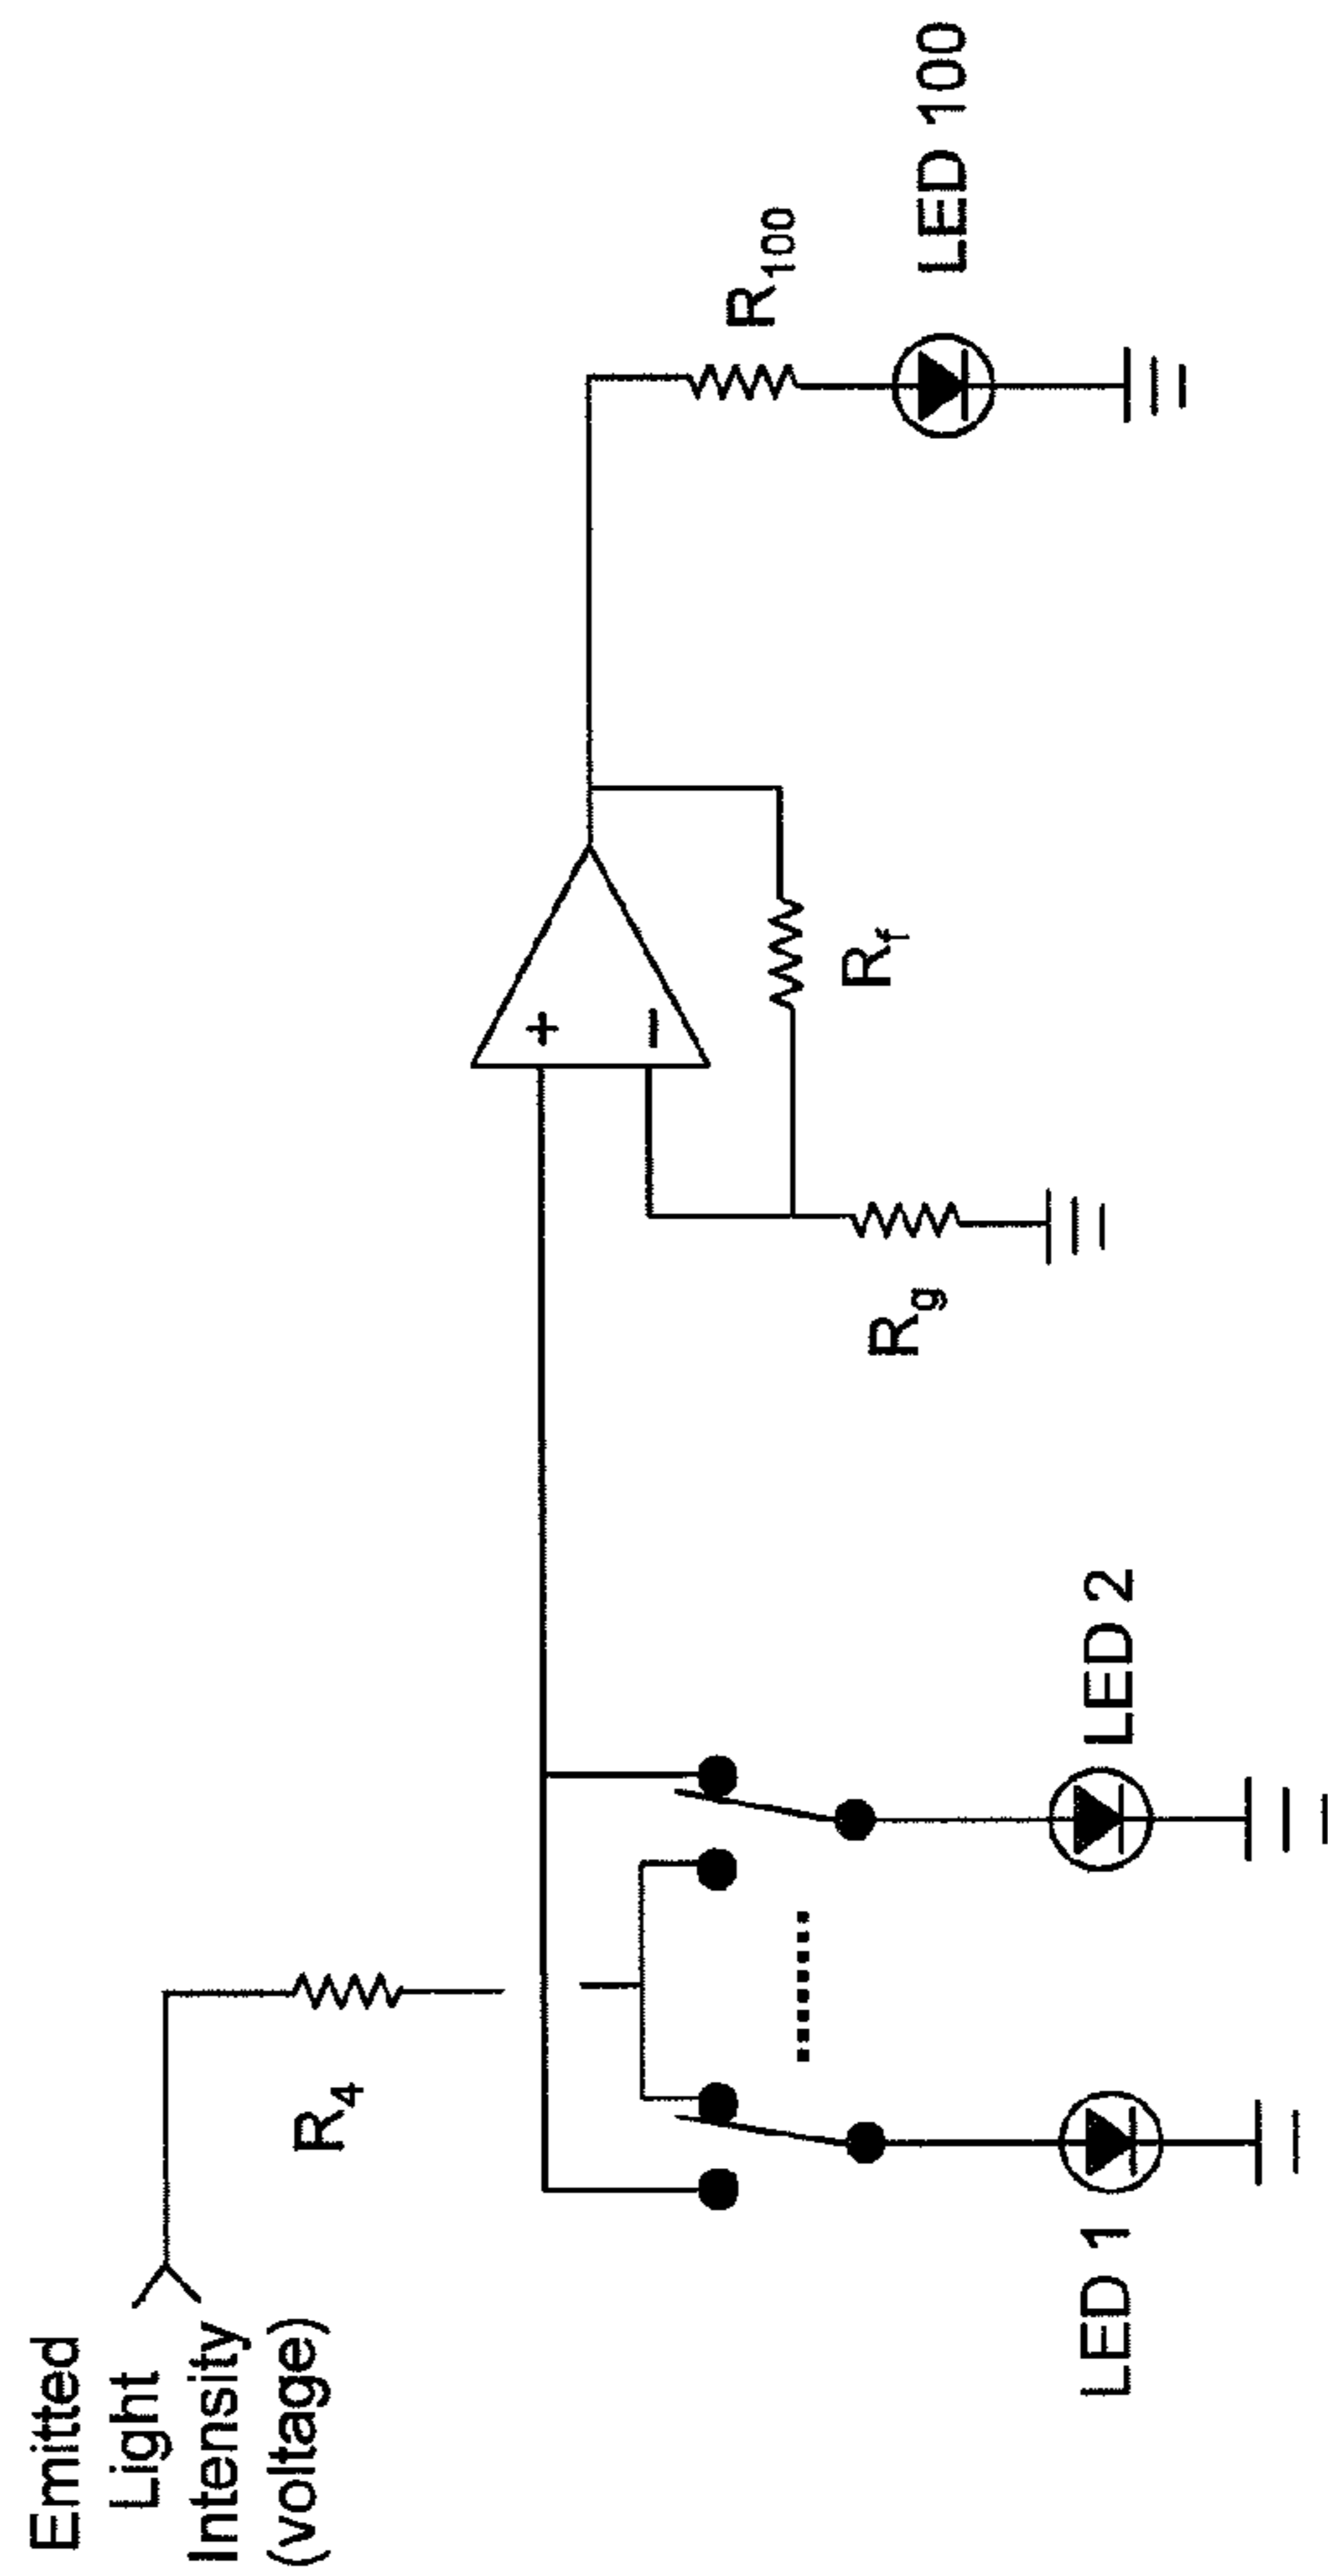 Emitted
Light
Intensity
(voltage)
R4
LED 1
LED 2
+
−
Rg
Rf
R100
LED 100